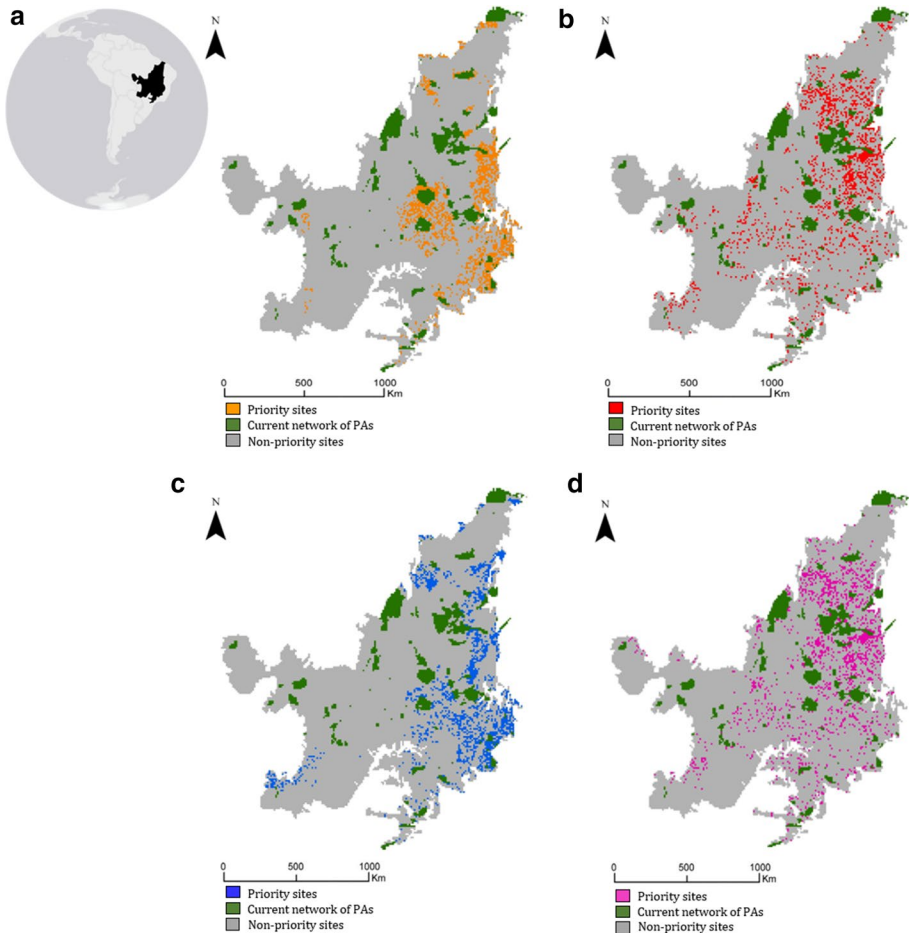 a
N
0 500 1000
Km
Priority sites
Current network of PAs
Non-priority sites
b
N
0 500 1000
Km
Priority sites
Current network of PAs
Non-priority sites
c
N
0 500 1000
Km
Priority sites
Current network of PAs
Non-priority sites
d
N
0 500 1000
Km
Priority sites
Current network of PAs
Non-priority sites